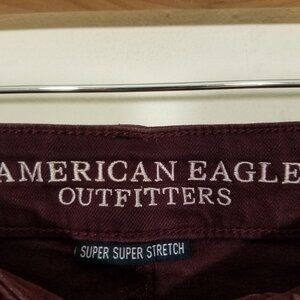 AMERICAN EAGLE
OUTFITTERS
SUPER SUPER STRETCH